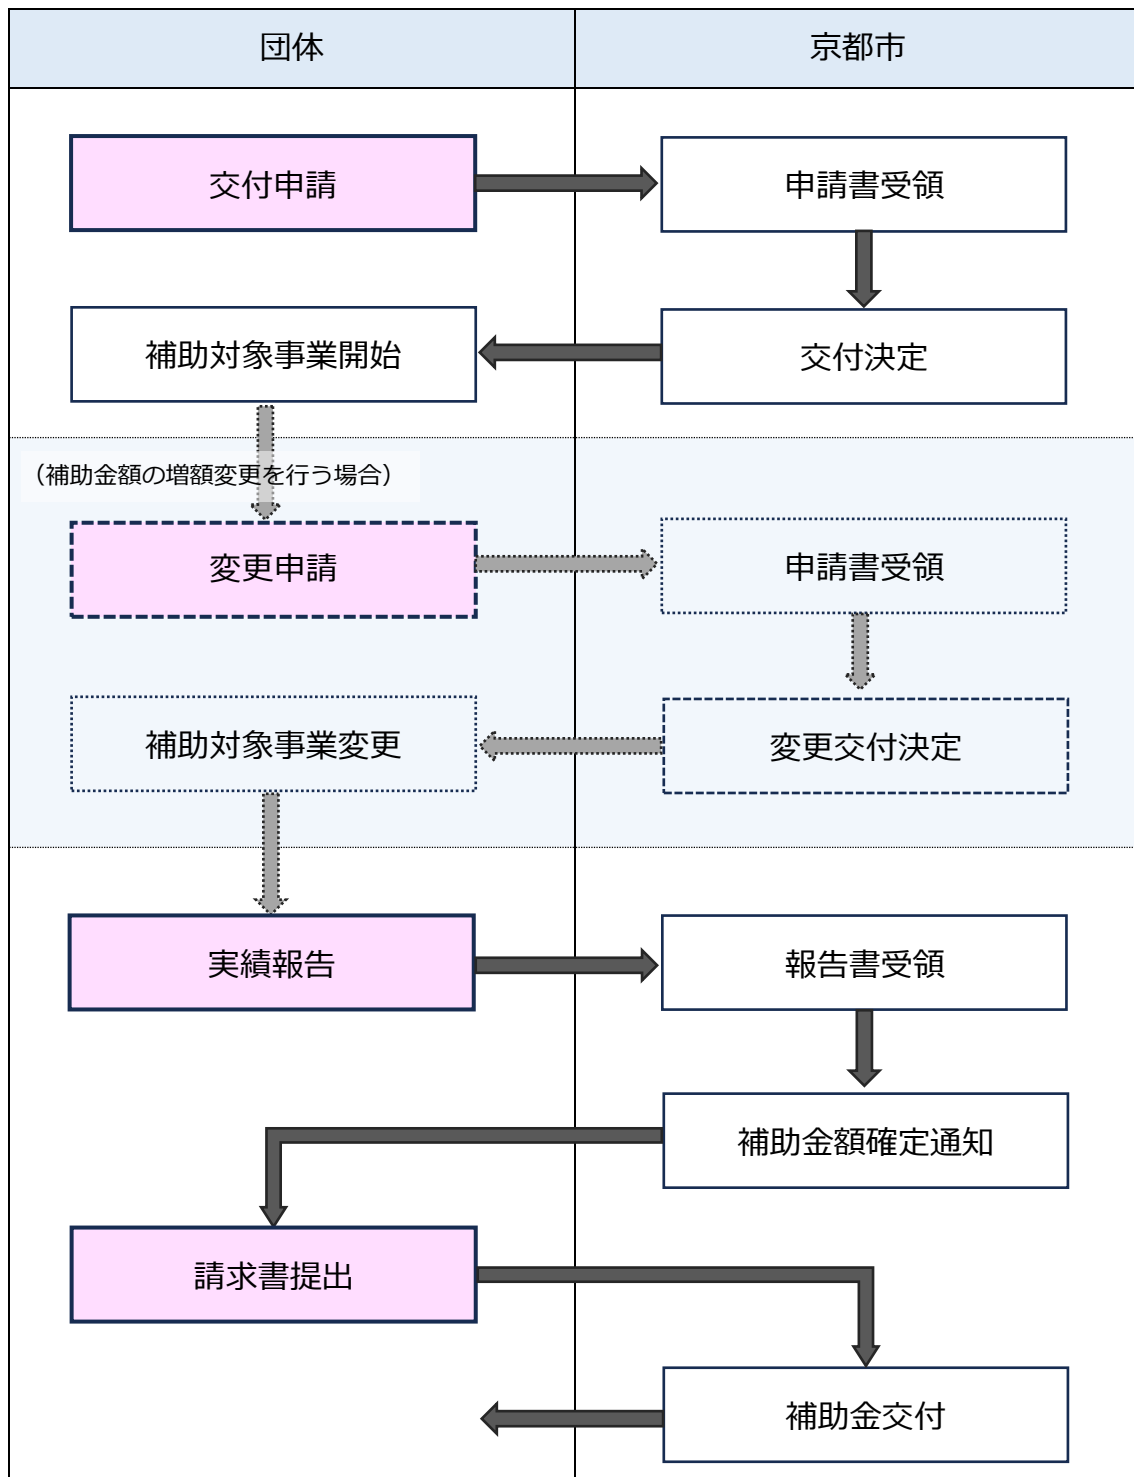 団体
京都市
交付申請
申請書受領
補助対象事業開始
交付決定
（補助金額の増額変更を行う場合）
変更申請
申請書受領
補助対象事業変更
変更交付決定
実績報告
報告書受領
補助金額確定通知
請求書提出
補助金交付